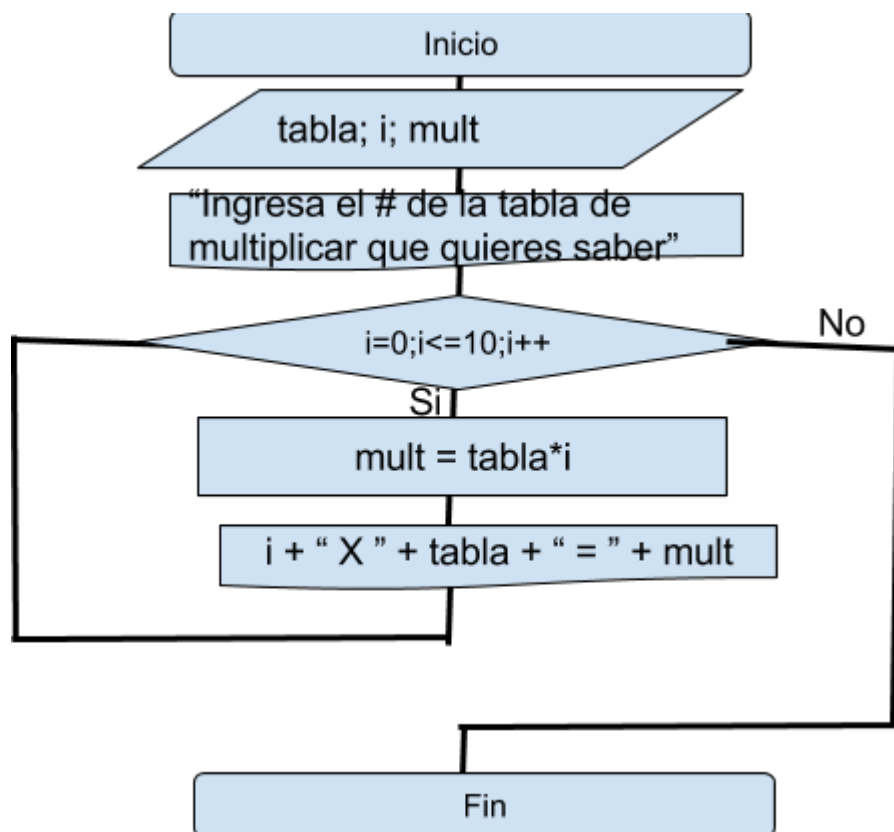 Inicio
tabla; i; mult
“Ingresa el # de la tabla de
multiplicar que quieres saber”
i=0;i<=10;i++
No
Si
mult = tabla*i
i + “ X ” + tabla + “ = ” + mult
Fin